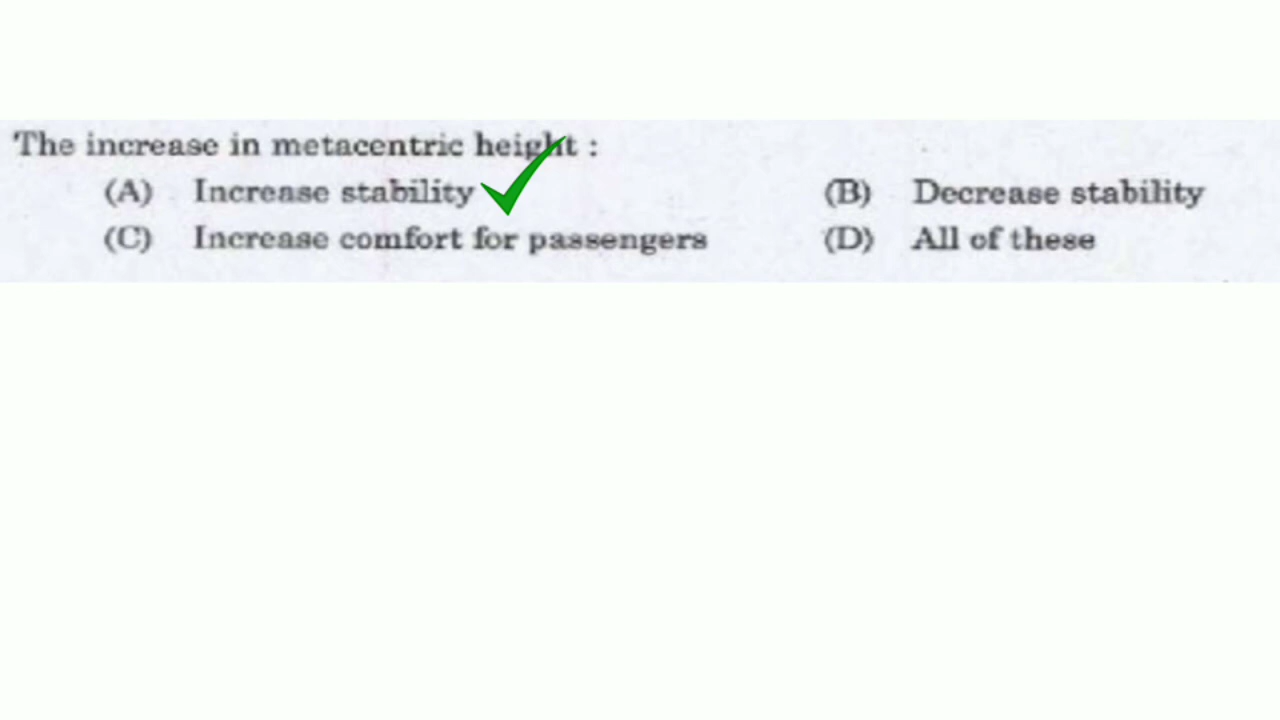 The increase in metacentric height :
(A) Increase stability (B) Decrease stability
(C) Increase comfort for passengers (D) All of these